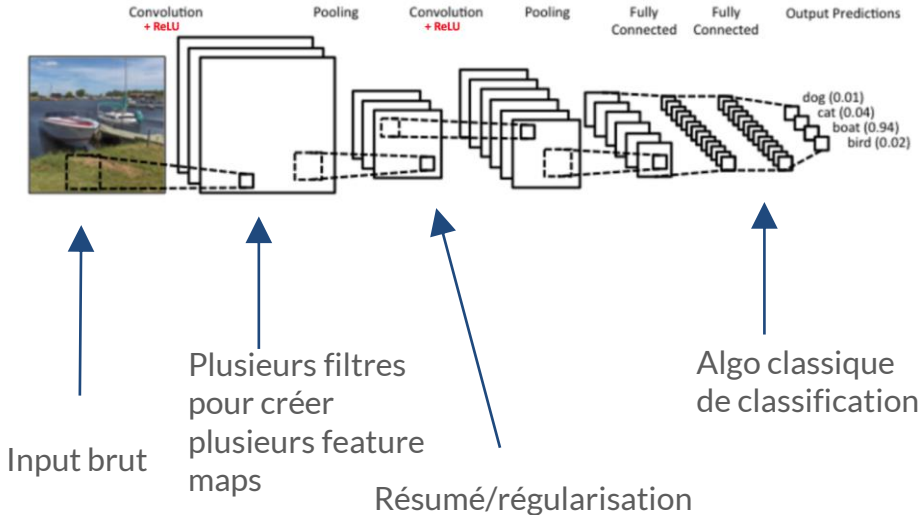 Convolution
+ ReLU
Pooling
Convolution
+ ReLU
Pooling
Fully
Connected
Fully
Connected
Output Predictions
dog (0.01)
cat (0.04)
boat (0.94)
bird (0.02)
Input brut
Plusieurs filtres
pour créer
plusieurs feature
maps
Résumé/régularisation
Algo classique
de classification